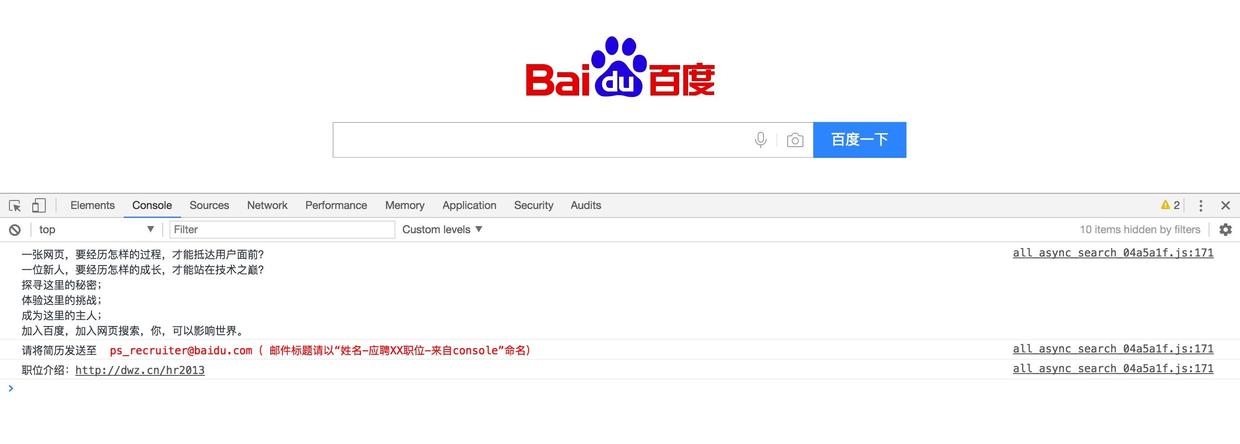 Bai du 百度
百度一下
Elements Console Sources Network Performance Memory Application Security Audits 2
top Filter Custom levels 10 items hidden by filters
一张网页，要经历怎样的过程，才能抵达用户面前？ all_async_search_04a5a1f.js:171
一位新人，要经历怎样的成长，才能站在技术之巅？
探寻这里的秘密；
体验这里的挑战；
成为这里的主人；
加入百度，加入网页搜索，你，可以影响世界。
请将简历发送至 ps_recruiter@baidu.com（ 邮件标题请以“姓名-应聘XX职位-来自console”命名） all_async_search_04a5a1f.js:171
职位介绍：http://dwz.cn/hr2013 all_async_search_04a5a1f.js:171